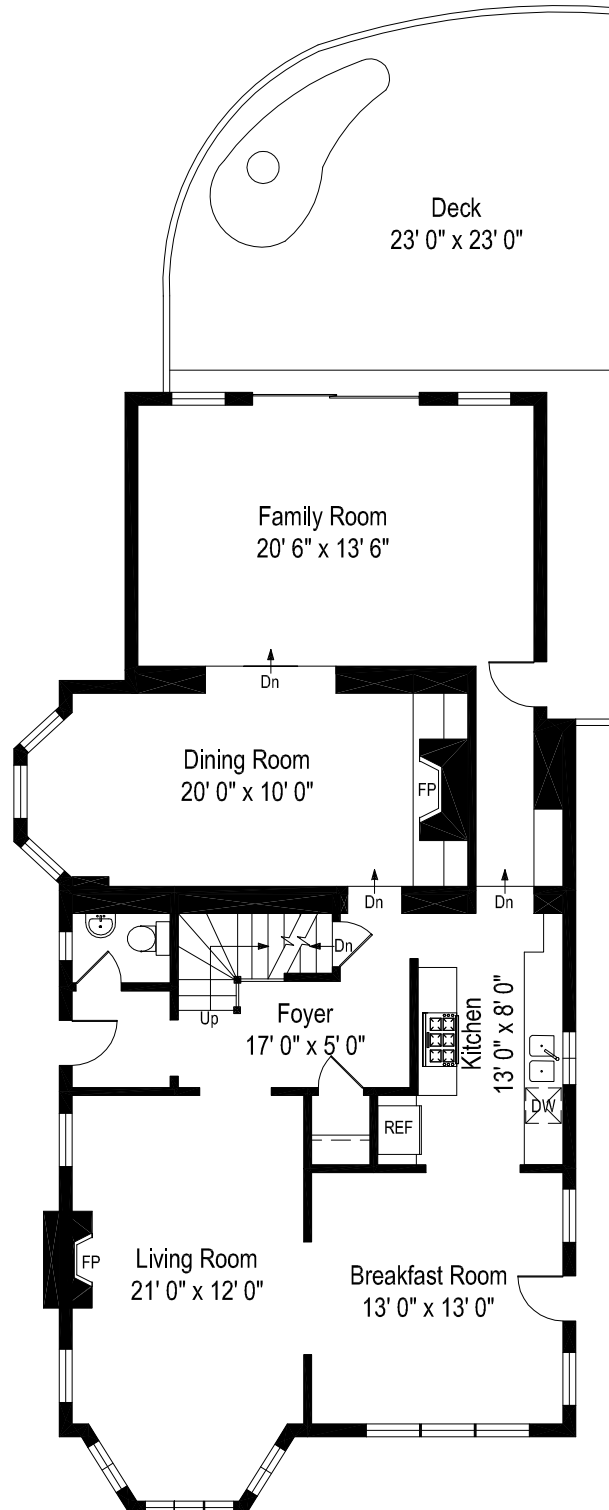 Deck
23' 0" x 23' 0"
Family Room
20' 6" x 13' 6"
Dn
Dining Room
20' 0" x 10' 0"
FP
Dn
Dn
Dn
Up
Foyer
17' 0" x 5' 0"
Kitchen
13' 0" x 8' 0"
DW
REF
Living Room
21' 0" x 12' 0"
FP
Breakfast Room
13' 0" x 13' 0"